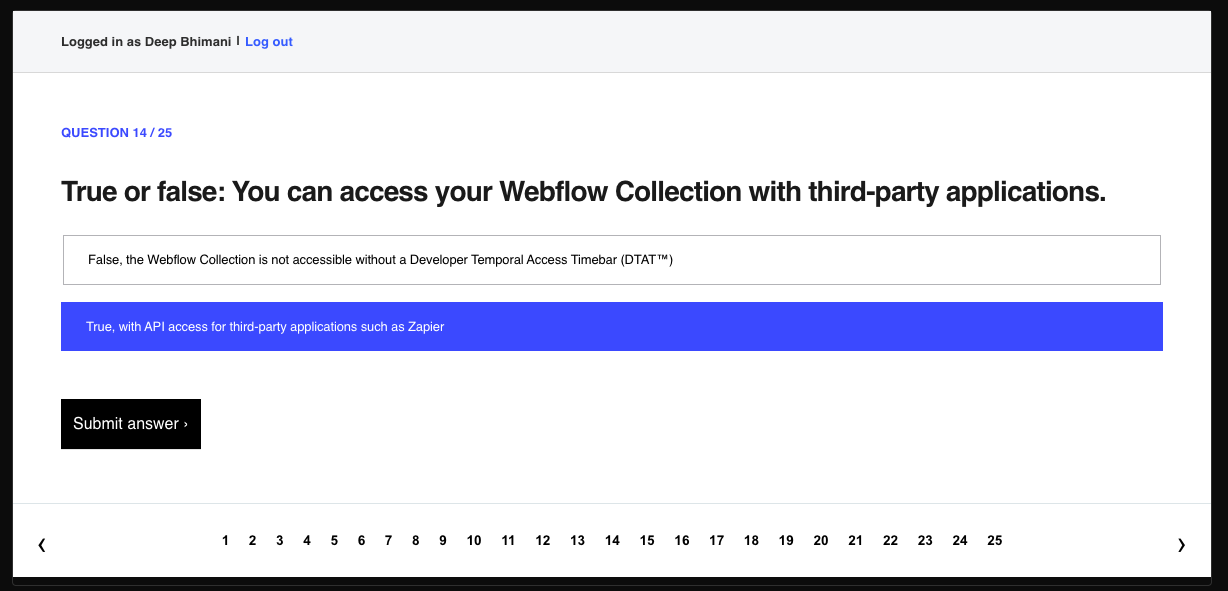 Logged in as Deep Bhimani | Log out
QUESTION 14 / 25
True or false: You can access your Webflow Collection with third-party applications.
False, the Webflow Collection is not accessible without a Developer Temporal Access Timebar (DTAT™)
True, with API access for third-party applications such as Zapier
Submit answer ›
‹ 1 2 3 4 5 6 7 8 9 10 11 12 13 14 15 16 17 18 19 20 21 22 23 24 25 ›